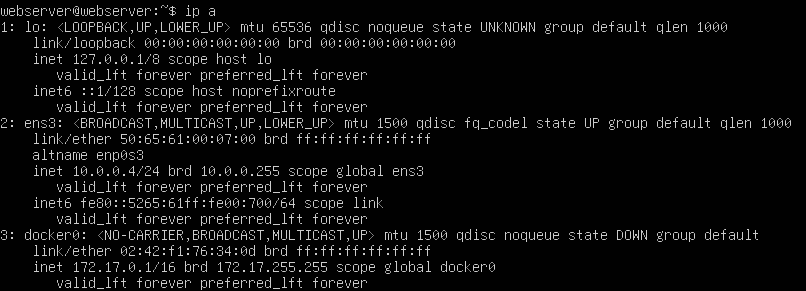 webserver@webserver:~$ ip a
1: lo: <LOOPBACK,UP,LOWER_UP> mtu 65536 qdisc noqueue state UNKNOWN group default qlen 1000
    link/loopback 00:00:00:00:00:00 brd 00:00:00:00:00:00
    inet 127.0.0.1/8 scope host lo
       valid_lft forever preferred_lft forever
    inet6 ::1/128 scope host noprefixroute
       valid_lft forever preferred_lft forever
2: ens3: <BROADCAST,MULTICAST,UP,LOWER_UP> mtu 1500 qdisc fq_codel state UP group default qlen 1000
    link/ether 50:65:61:00:07:00 brd ff:ff:ff:ff:ff:ff
    altname enp0s3
    inet 10.0.0.4/24 brd 10.0.0.255 scope global ens3
       valid_lft forever preferred_lft forever
    inet6 fe80::5265:61ff:fe00:700/64 scope link
       valid_lft forever preferred_lft forever
3: docker0: <NO-CARRIER,BROADCAST,MULTICAST,UP> mtu 1500 qdisc noqueue state DOWN group default
    link/ether 02:42:f1:76:34:0d brd ff:ff:ff:ff:ff:ff
    inet 172.17.0.1/16 brd 172.17.255.255 scope global docker0
       valid_lft forever preferred_lft forever